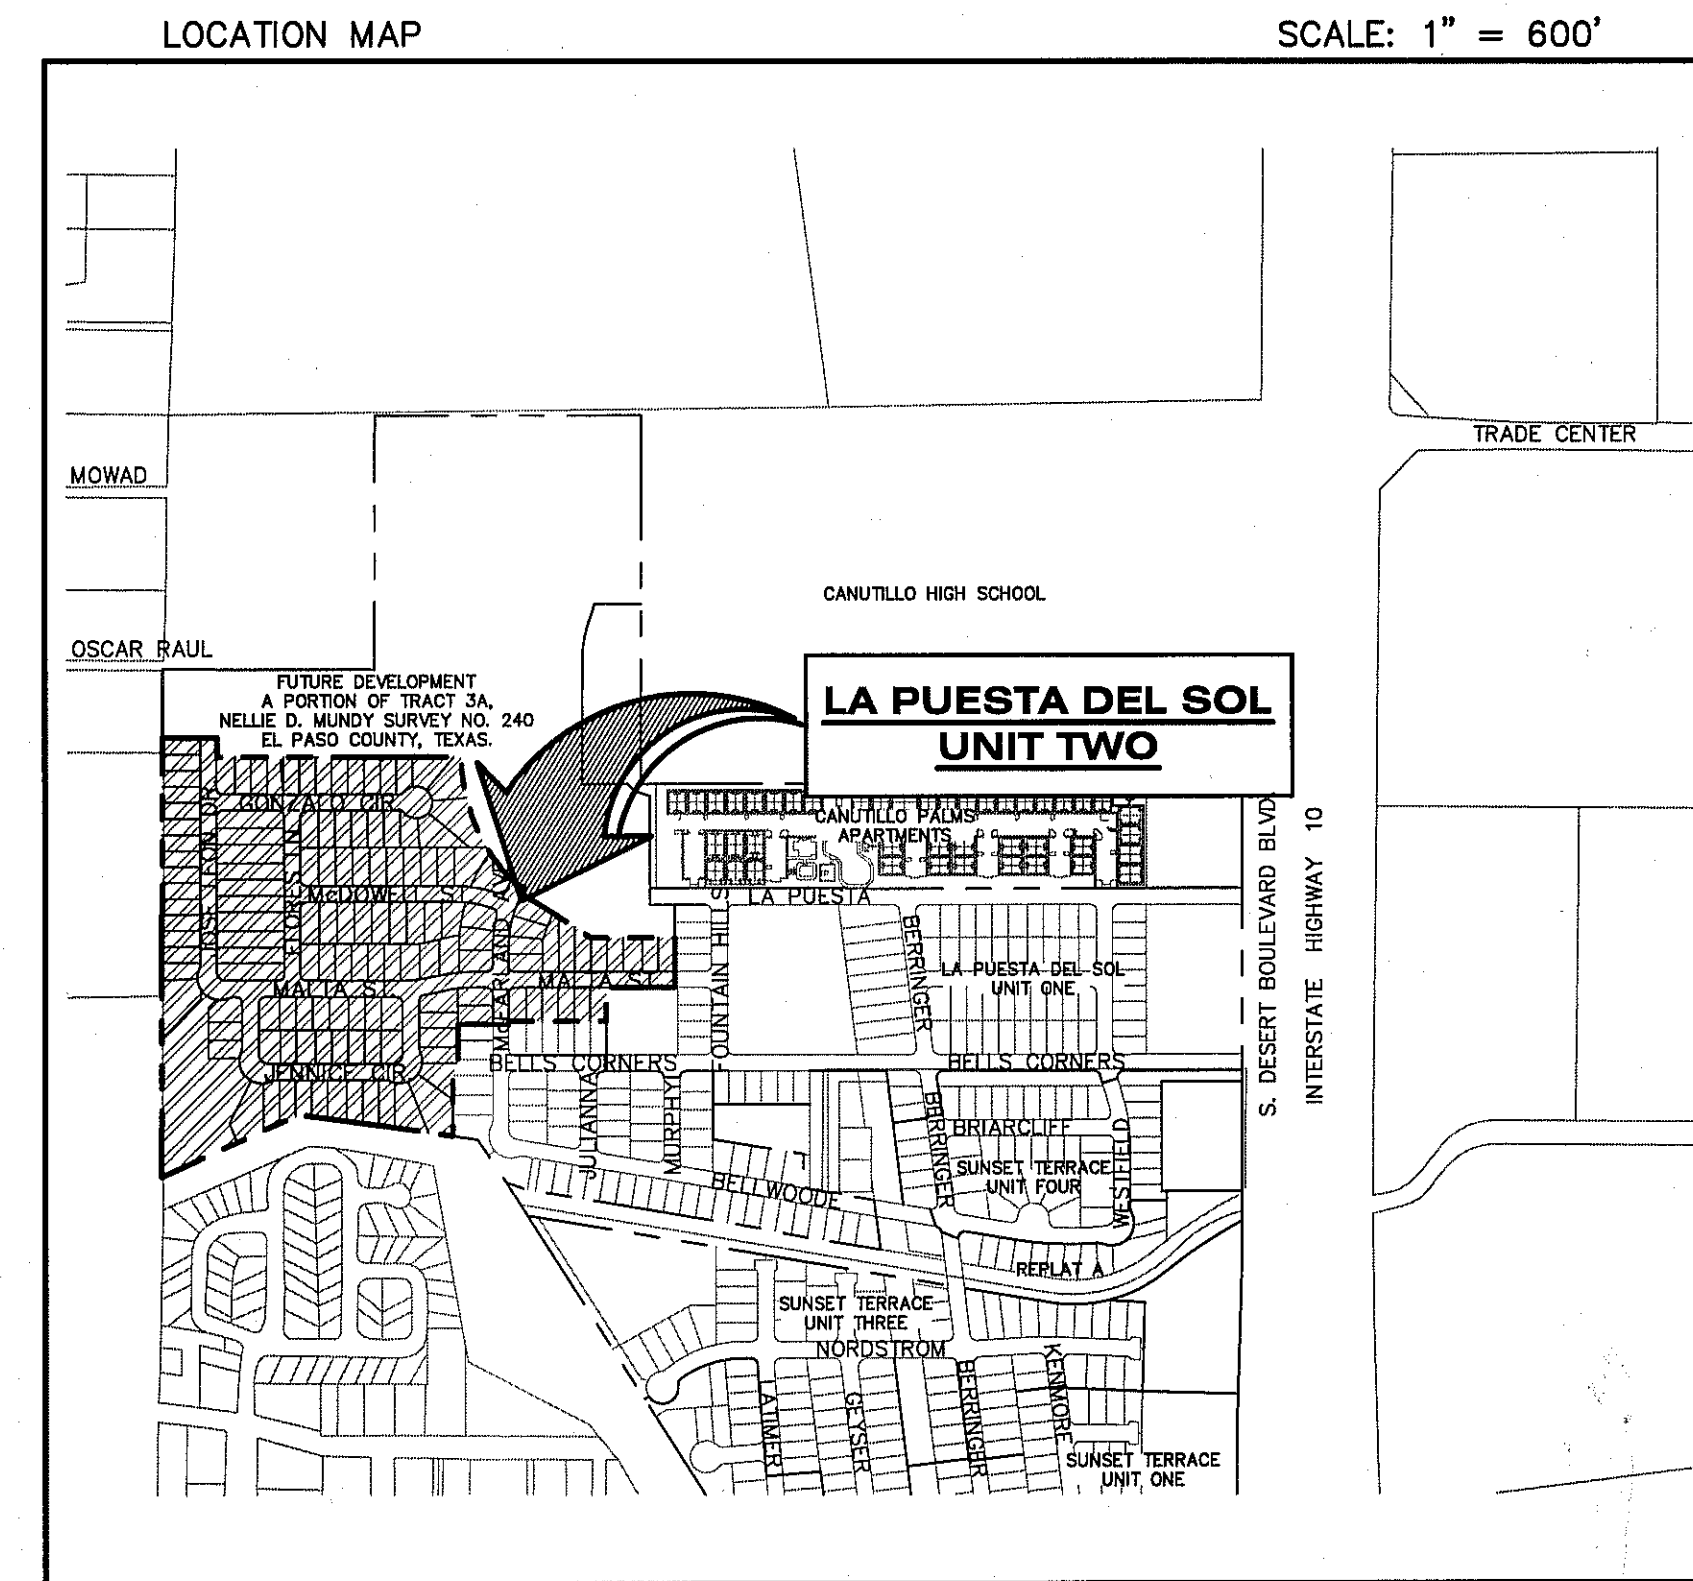 LOCATION MAP
SCALE: 1" = 600'
TRADE CENTER
MOWAD
CANUTILLO HIGH SCHOOL
OSCAR RAUL
FUTURE DEVELOPMENT
A PORTION OF TRACT 3A,
NELLIE D. MUNDY SURVEY NO. 240
EL PASO COUNTY, TEXAS.
LA PUESTA DEL SOL
UNIT TWO
GONZALO CIR
CANUTILLO PALMS
APARTMENTS
S. DESERT BOULEVARD BLVD.
INTERSTATE HIGHWAY 10
McDOWELL ST
LA PUESTA
FOUNTAIN HILLS
BERRINGER
McFARLAND
LA PUESTA DEL SOL
UNIT ONE
MALTA ST.
MALTA ST.
BELLS CORNERS
BELLS CORNERS
JENNICE CIR
JULIANNA
MURPHY
BERRINGER
BRIARCLIFF
WESTFIELD
SUNSET TERRACE
UNIT FOUR
BELLWOODE
REPLAT A
SUNSET TERRACE
UNIT THREE
NORDSTROM
LATIMER
GEYSER
BERRINGER
KENMORE
SUNSET TERRACE
UNIT ONE